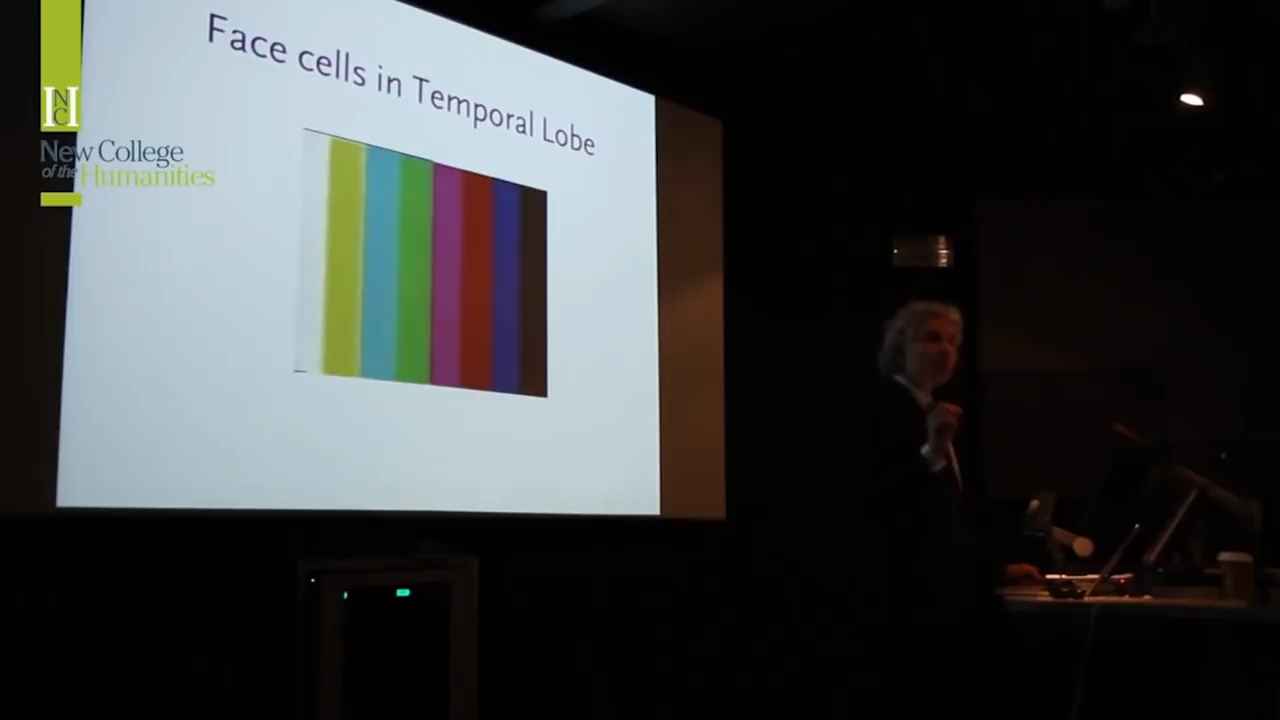 Face cells in Temporal Lobe
NC
H
New College
of the Humanities